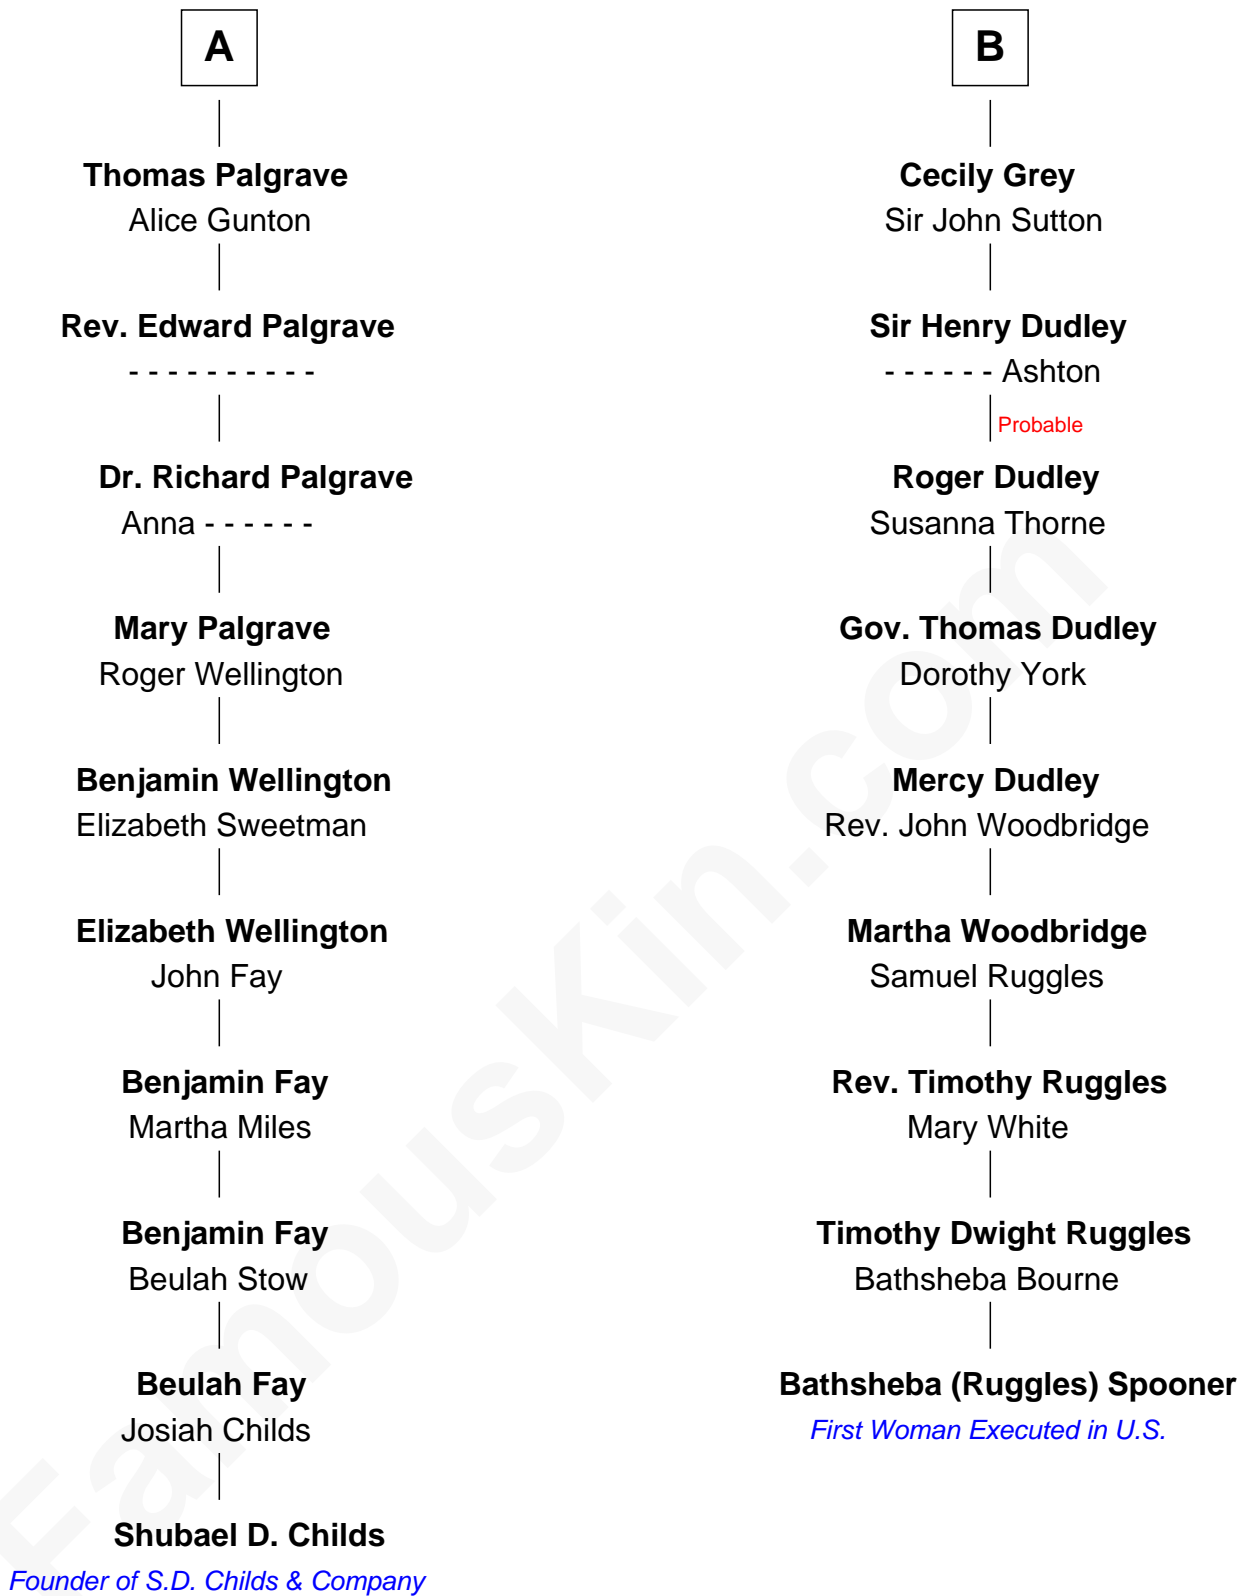 A
Thomas Palgrave
Alice Gunton
Rev. Edward Palgrave
- - - - - - - - - -
Dr. Richard Palgrave
Anna - - - - - -
Mary Palgrave
Roger Wellington
Benjamin Wellington
Elizabeth Sweetman
Elizabeth Wellington
John Fay
Benjamin Fay
Martha Miles
Benjamin Fay
Beulah Stow
Beulah Fay
Josiah Childs
Shubael D. Childs
Founder of S.D. Childs & Company
B
Cecily Grey
Sir John Sutton
Sir Henry Dudley
- - - - - - Ashton
Probable
Roger Dudley
Susanna Thorne
Gov. Thomas Dudley
Dorothy York
Mercy Dudley
Rev. John Woodbridge
Martha Woodbridge
Samuel Ruggles
Rev. Timothy Ruggles
Mary White
Timothy Dwight Ruggles
Bathsheba Bourne
Bathsheba (Ruggles) Spooner
First Woman Executed in U.S.
FamousKin.com